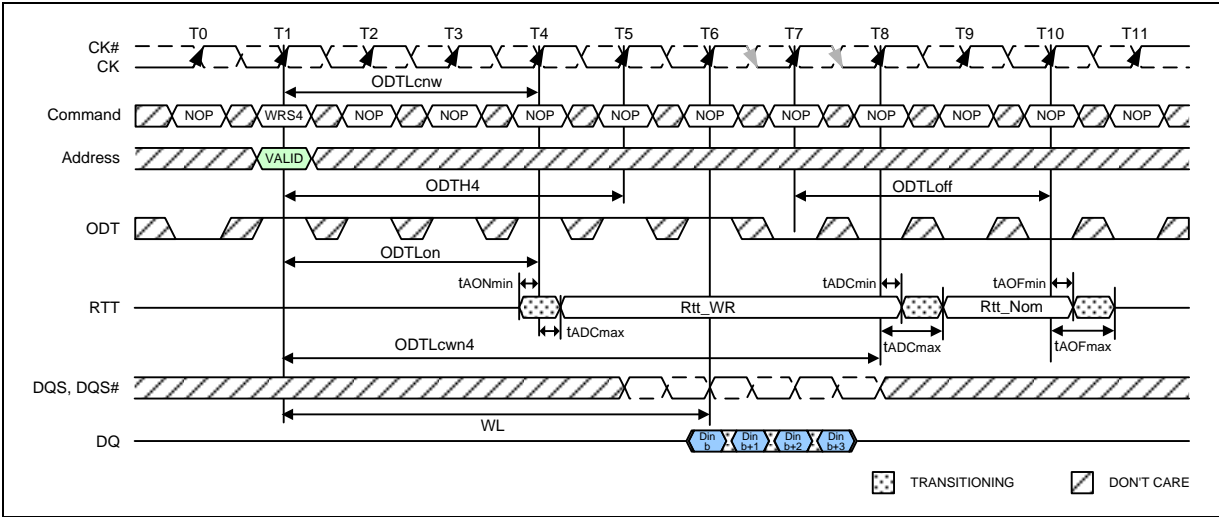 T0 T1 T2 T3 T4 T5 T6 T7 T8 T9 T10 T11
CK#
CK
ODTLcnw
Command NOP WRS4 NOP NOP NOP NOP NOP NOP NOP NOP NOP NOP
Address VALID
ODTH4 ODTLoff
ODT
ODTLon
tAONmin tADCmin tAOFmin
RTT Rtt_WR Rtt_Nom
tADCmax tADCmax tAOFmax
ODTLcwn4
DQS, DQS#
WL
DQ Din b Din b+1 Din b+2 Din b+3
TRANSITIONING DON'T CARE